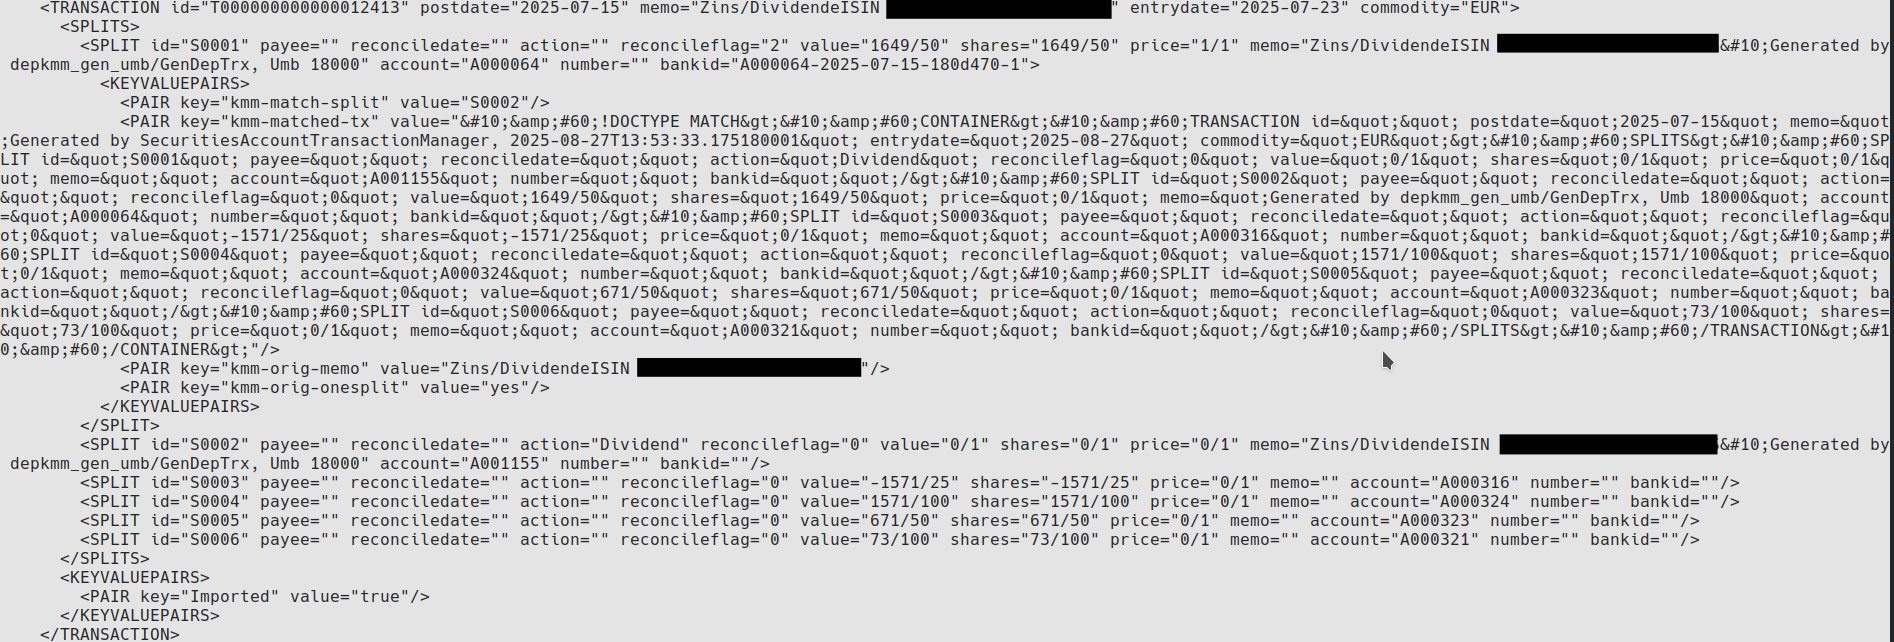 <TRANSACTION id="T000000000000012413" postdate="2025-07-15" memo="Zins/DividendeISIN " entrydate="2025-07-23" commodity="EUR">
<SPLITS>
<SPLIT id="S0001" payee="" reconciledate="" action="" reconcileflag="2" value="1649/50" shares="1649/50" price="1/1" memo="Zins/DividendeISIN &#10;Generated by
depkmm_gen_umb/GenDepTrx, Umb 18000" account="A000064" number="" bankid="A000064-2025-07-15-180d470-1">
<KEYVALUEPAIRS>
<PAIR key="kmm-match-split" value="S0002"/>
<PAIR key="kmm-matched-tx" value="&#10;&amp;#60;!DOCTYPE MATCH&gt;&#10;&amp;#60;CONTAINER&gt;&#10;&amp;#60;TRANSACTION id=&quot;&quot; postdate=&quot;2025-07-15&quot; memo=&quot
;Generated by SecuritiesAccountTransactionManager, 2025-08-27T13:53:33.175180001&quot; entrydate=&quot;2025-08-27&quot; commodity=&quot;EUR&quot;&gt;&#10;&amp;#60;SPLITS&gt;&#10;&amp;#60;SP
LIT id=&quot;S0001&quot; payee=&quot;&quot; reconciledate=&quot;&quot; action=&quot;Dividend&quot; reconcileflag=&quot;0&quot; value=&quot;0/1&quot; shares=&quot;0/1&quot; price=&quot;0/1&q
uot; memo=&quot;&quot; account=&quot;A001155&quot; number=&quot;&quot; bankid=&quot;&quot;/&gt;&#10;&amp;#60;SPLIT id=&quot;S0002&quot; payee=&quot;&quot; reconciledate=&quot;&quot; action=
&quot;&quot; reconcileflag=&quot;0&quot; value=&quot;1649/50&quot; shares=&quot;1649/50&quot; price=&quot;0/1&quot; memo=&quot;Generated by depkmm_gen_umb/GenDepTrx, Umb 18000&quot; account
=&quot;A000064&quot; number=&quot;&quot; bankid=&quot;&quot;/&gt;&#10;&amp;#60;SPLIT id=&quot;S0003&quot; payee=&quot;&quot; reconciledate=&quot;&quot; action=&quot;&quot; reconcileflag=&qu
ot;0&quot; value=&quot;-1571/25&quot; shares=&quot;-1571/25&quot; price=&quot;0/1&quot; memo=&quot;&quot; account=&quot;A000316&quot; number=&quot;&quot; bankid=&quot;&quot;/&gt;&#10;&amp;#
60;SPLIT id=&quot;S0004&quot; payee=&quot;&quot; reconciledate=&quot;&quot; action=&quot;&quot; reconcileflag=&quot;0&quot; value=&quot;1571/100&quot; shares=&quot;1571/100&quot; price=&quo
t;0/1&quot; memo=&quot;&quot; account=&quot;A000324&quot; number=&quot;&quot; bankid=&quot;&quot;/&gt;&#10;&amp;#60;SPLIT id=&quot;S0005&quot; payee=&quot;&quot; reconciledate=&quot;&quot;
action=&quot;&quot; reconcileflag=&quot;0&quot; value=&quot;671/50&quot; shares=&quot;671/50&quot; price=&quot;0/1&quot; memo=&quot;&quot; account=&quot;A000323&quot; number=&quot;&quot; ba
nkid=&quot;&quot;/&gt;&#10;&amp;#60;SPLIT id=&quot;S0006&quot; payee=&quot;&quot; reconciledate=&quot;&quot; action=&quot;&quot; reconcileflag=&quot;0&quot; value=&quot;73/100&quot; shares=
&quot;73/100&quot; price=&quot;0/1&quot; memo=&quot;&quot; account=&quot;A000321&quot; number=&quot;&quot; bankid=&quot;&quot;/&gt;&#10;&amp;#60;/SPLITS&gt;&#10;&amp;#60;/TRANSACTION&gt;&#1
0;&amp;#60;/CONTAINER&gt;"/>
<PAIR key="kmm-orig-memo" value="Zins/DividendeISIN "/>
<PAIR key="kmm-orig-onesplit" value="yes"/>
</KEYVALUEPAIRS>
</SPLIT>
<SPLIT id="S0002" payee="" reconciledate="" action="Dividend" reconcileflag="0" value="0/1" shares="0/1" price="0/1" memo="Zins/DividendeISIN &#10;Generated by
depkmm_gen_umb/GenDepTrx, Umb 18000" account="A001155" number="" bankid=""/>
<SPLIT id="S0003" payee="" reconciledate="" action="" reconcileflag="0" value="-1571/25" shares="-1571/25" price="0/1" memo="" account="A000316" number="" bankid=""/>
<SPLIT id="S0004" payee="" reconciledate="" action="" reconcileflag="0" value="1571/100" shares="1571/100" price="0/1" memo="" account="A000324" number="" bankid=""/>
<SPLIT id="S0005" payee="" reconciledate="" action="" reconcileflag="0" value="671/50" shares="671/50" price="0/1" memo="" account="A000323" number="" bankid=""/>
<SPLIT id="S0006" payee="" reconciledate="" action="" reconcileflag="0" value="73/100" shares="73/100" price="0/1" memo="" account="A000321" number="" bankid=""/>
</SPLITS>
<KEYVALUEPAIRS>
<PAIR key="Imported" value="true"/>
</KEYVALUEPAIRS>
</TRANSACTION>